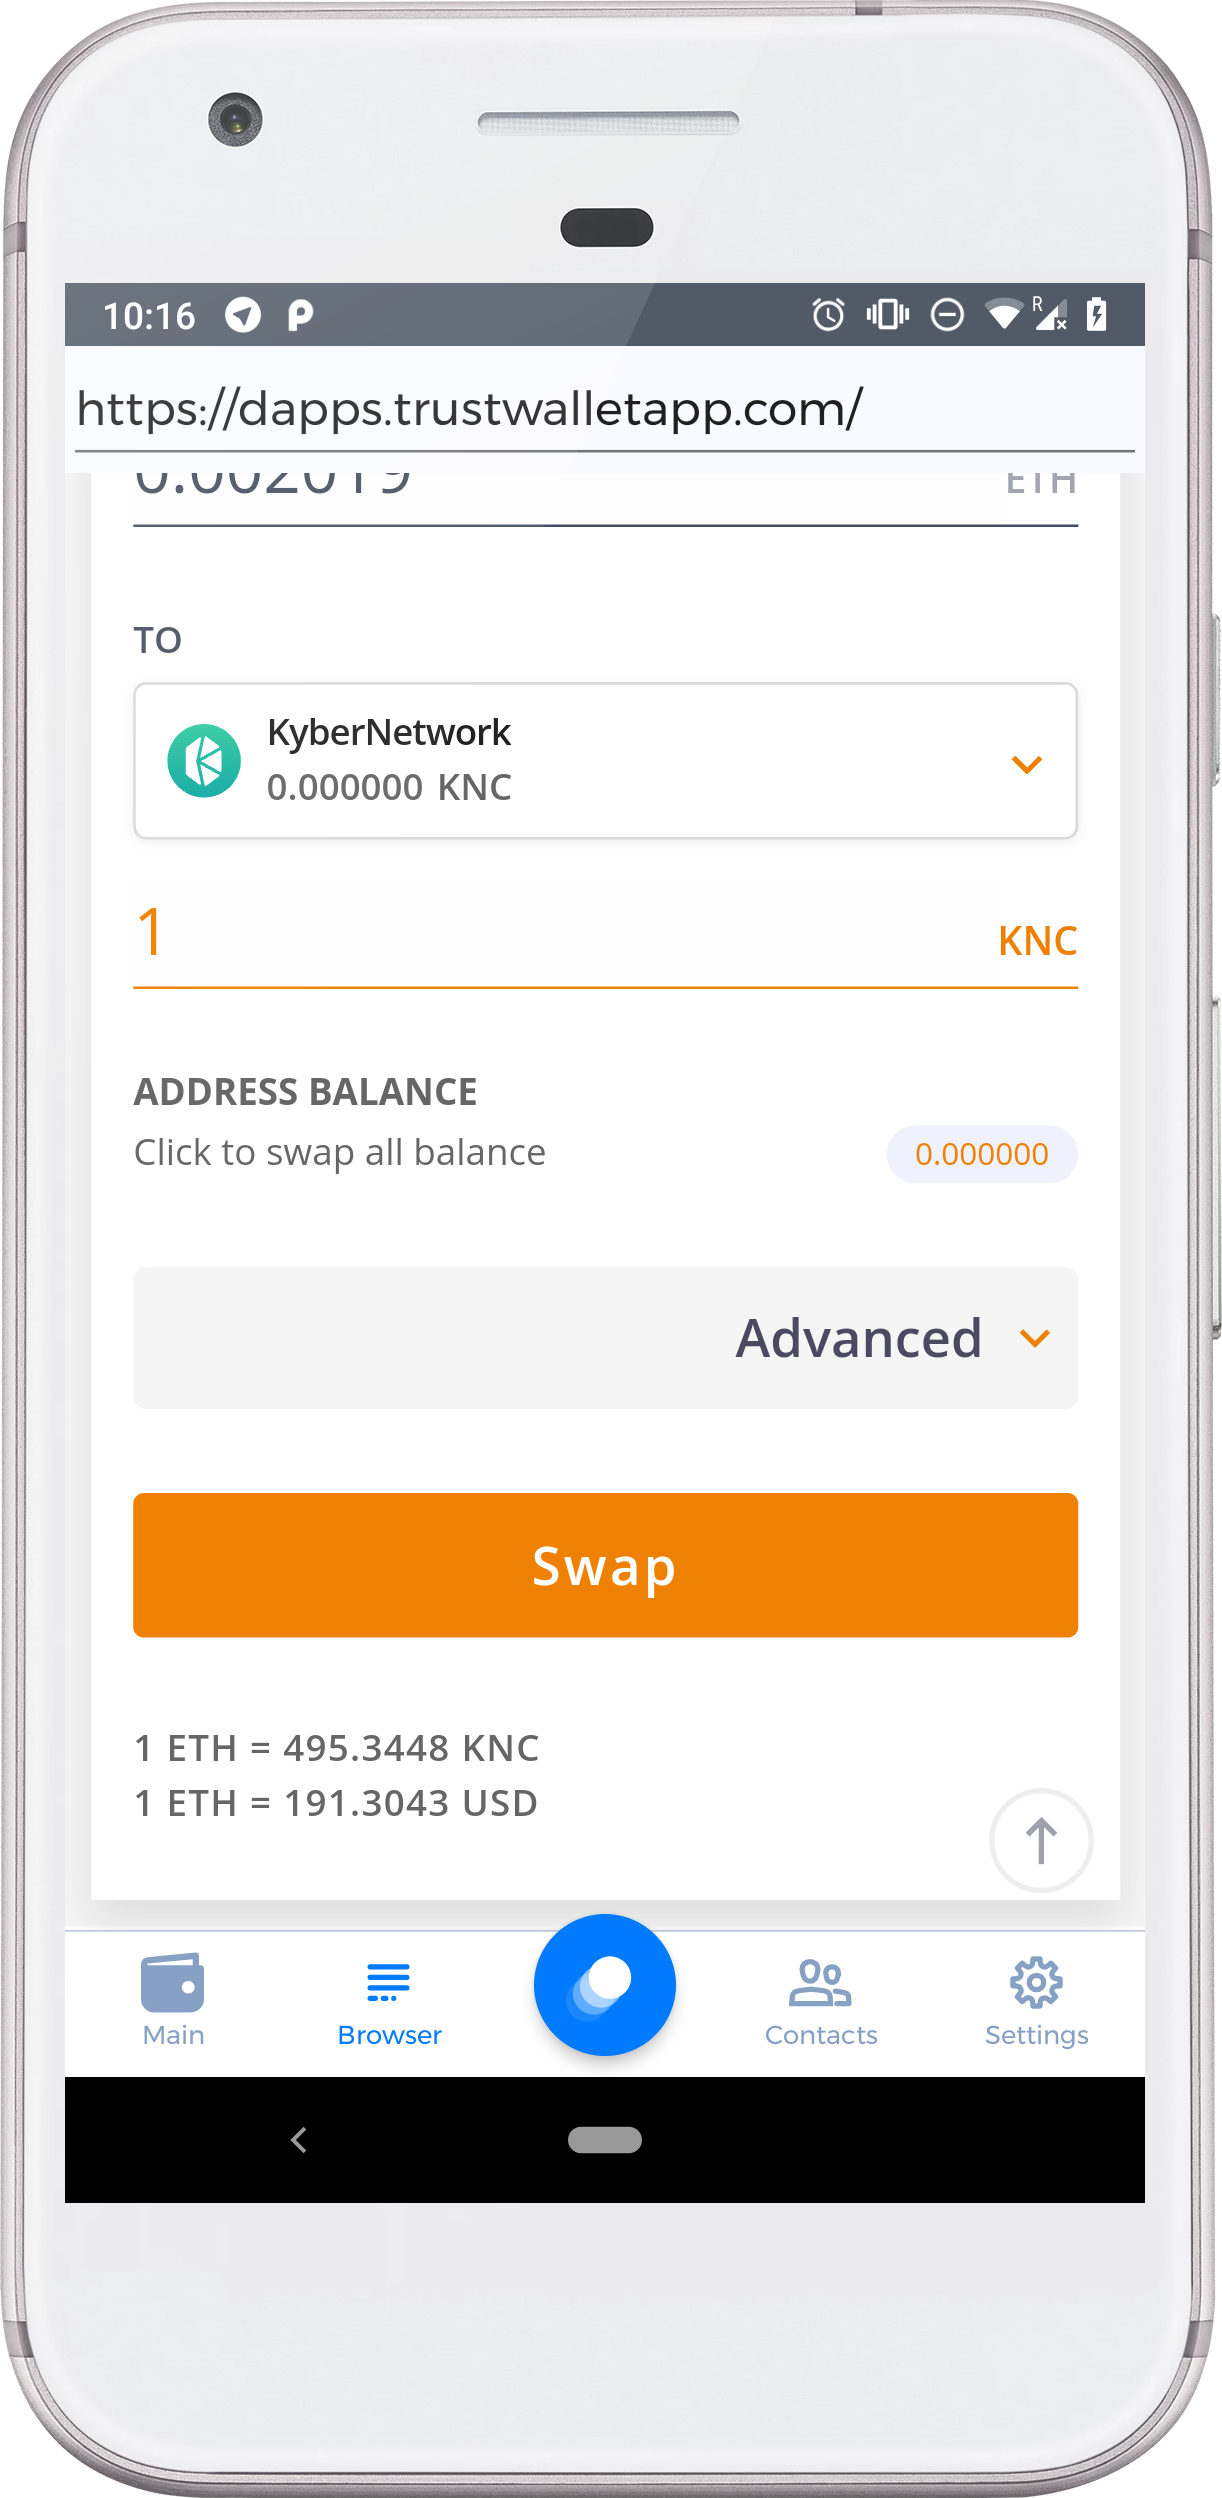 10:16
R
https://dapps.trustwalletapp.com/
0.002019 ETH
TO
KyberNetwork
0.000000 KNC
1 KNC
ADDRESS BALANCE
Click to swap all balance 0.000000
Advanced
Swap
1 ETH = 495.3448 KNC
1 ETH = 191.3043 USD
Main Browser Contacts Settings